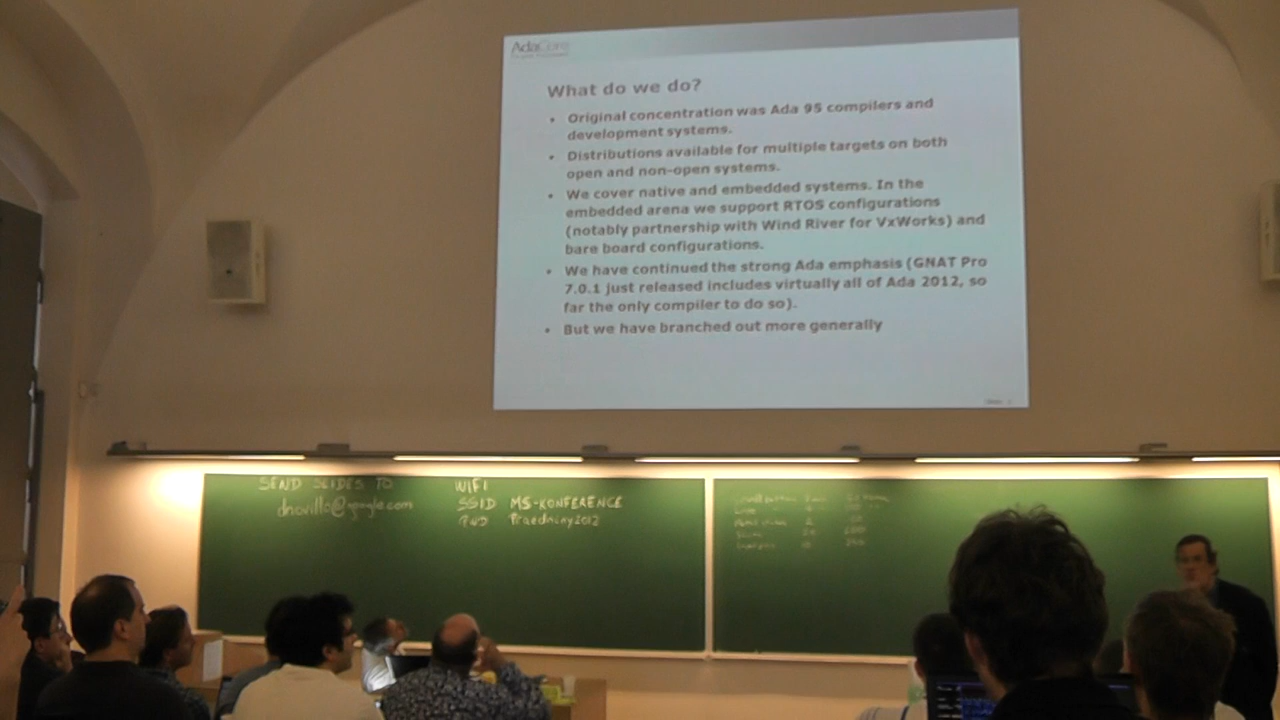 AdaCore
What do we do?
• Original concentration was Ada 95 compilers and
development systems.
• Distributions available for multiple targets on both
open and non-open systems.
• We cover native and embedded systems. In the
embedded arena we support RTOS configurations
(notably partnership with Wind River for VxWorks) and
bare board configurations.
• We have continued the strong Ada emphasis (GNAT Pro
7.0.1 just released includes virtually all of Ada 2012, so
far the only compiler to do so).
• But we have branched out more generally
SEND SLIDES TO
dnovillo@google.com
WIFI
SSID MS-KONFERENCE
PWD